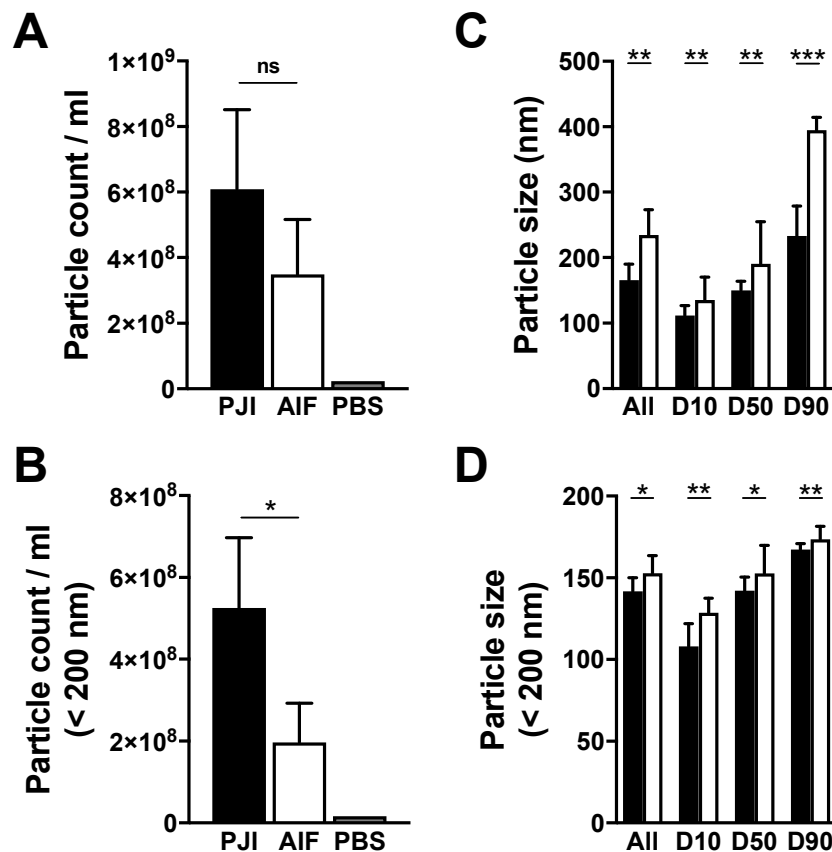 A
Particle count / ml
1×10⁹
8×10⁸
6×10⁸
4×10⁸
2×10⁸
0
ns
PJI AIF PBS
C
Particle size (nm)
500
400
300
200
100
0
** ** ** ***
All D10 D50 D90
B
Particle count / ml
(< 200 nm)
8×10⁸
6×10⁸
4×10⁸
2×10⁸
0
*
PJI AIF PBS
D
Particle size
(< 200 nm)
200
150
100
50
0
* ** * **
All D10 D50 D90